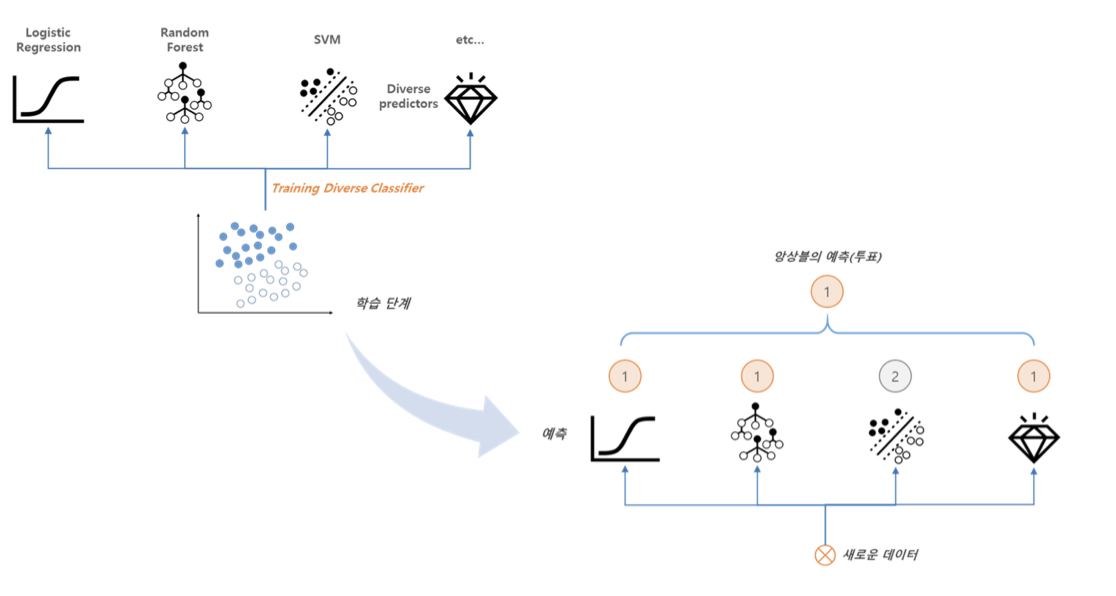 Logistic
Regression
Random
Forest
SVM
etc...
Diverse
predictors
Training Diverse Classifier
학습 단계
앙상블의 예측(투표)
1
1
1
2
1
예측
새로운 데이터